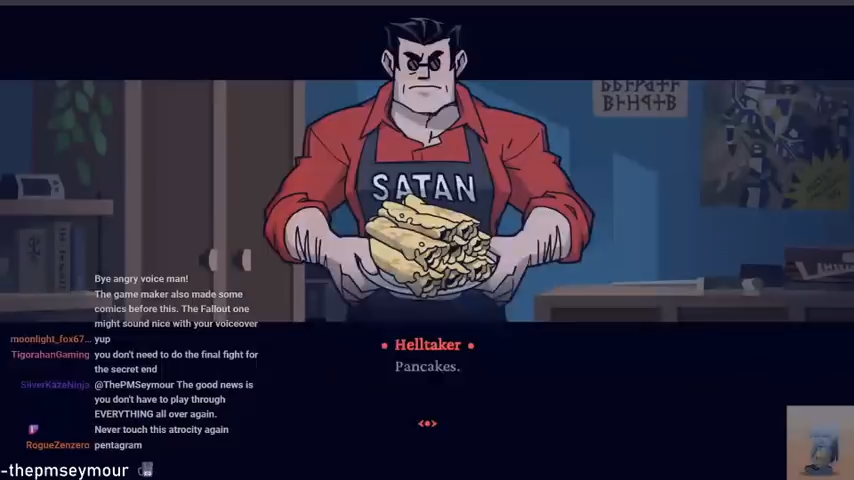 SATAN
Bye angry voice man!
The game maker also made some
comics before this. The Fallout one
might sound nice with your voiceover
moonlight_fox67... yup
TigorahanGaming you don't need to do the final fight for
the secret end
SilverKazeNinja @ThePMSeymour The good news is
you don't have to play through
EVERYTHING all over again.
Never touch this atrocity again
RogueZenzero pentagram
-thepmseymour
Helltaker
Pancakes.